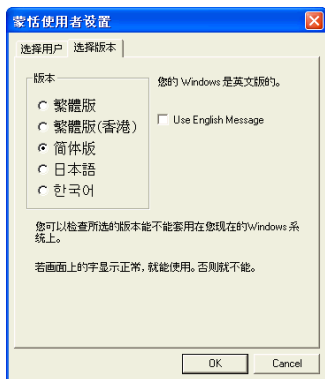 蒙恬使用者设置
选择用户 选择版本
版本
繁體版
繁體版(香港)
简体版
日本語
한국어
您的 Windows 是英文版的。
Use English Message
您可以检查所选的版本能不能套用在您现在的Windows 系
统上。
若画面上的字显示正常，就能使用。否则就不能。
OK Cancel